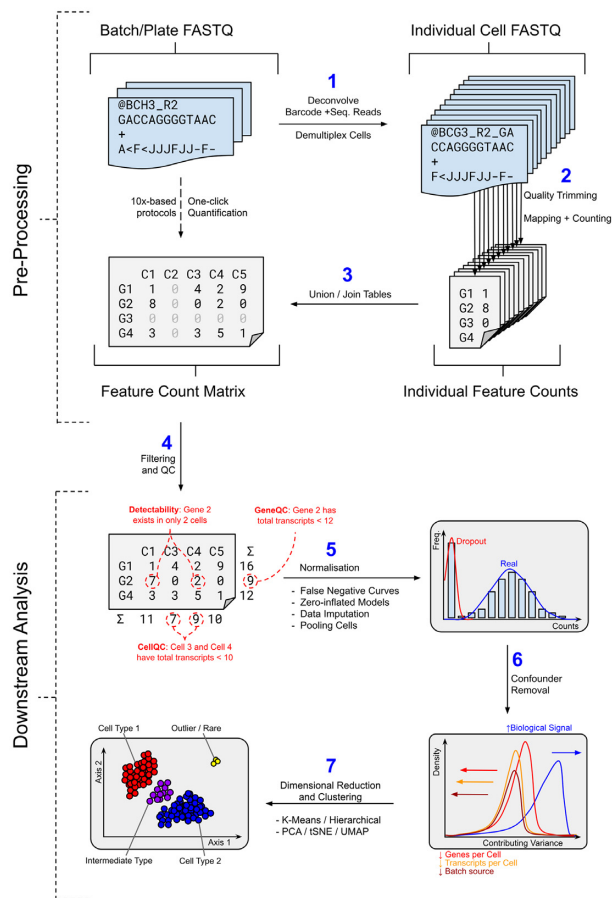 Batch/Plate FASTQ
Individual Cell FASTQ
@BCH3_R2
GACCAGGGGTAAC
+
A<F<JJJFJJ-F-
1
Deconvolve
Barcode +Seq. Reads
Demultiplex Cells
@BCG3_R2_GA
CCAGGGGTAAC
+
F<JJJFJJ-F-
2
Quality Trimming
Mapping + Counting
10x-based
protocols
One-click
Quantification
Pre-Processing
C1 C2 C3 C4 C5
G1 1 0 4 2 9
G2 8 0 0 2 0
G3 0 0 0 0 0
G4 3 0 3 5 1
3
Union / Join Tables
G1 1
G2 8
G3 0
G4
Feature Count Matrix
Individual Feature Counts
4
Filtering
and QC
Downstream Analysis
Detectability: Gene 2
exists in only 2 cells
GeneQC: Gene 2 has
total transcripts < 12
C1 C3 C4 C5 Σ
G1 1 4 2 9 16
G2 7 0 2 0 9
G4 3 3 5 1 12
Σ 11 7 9 10
CellQC: Cell 3 and Cell 4
have total transcripts < 10
5
Normalisation
- False Negative Curves
- Zero-inflated Models
- Data Imputation
- Pooling Cells
Freq.
Dropout
Real
Counts
6
Confounder
Removal
↑Biological Signal
Density
Contributing Variance
↓ Genes per Cell
↓ Transcripts per Cell
↓ Batch source
7
Dimensional Reduction
and Clustering
- K-Means / Hierarchical
- PCA / tSNE / UMAP
Cell Type 1
Outlier / Rare
Axis 2
Axis 1
Intermediate Type
Cell Type 2